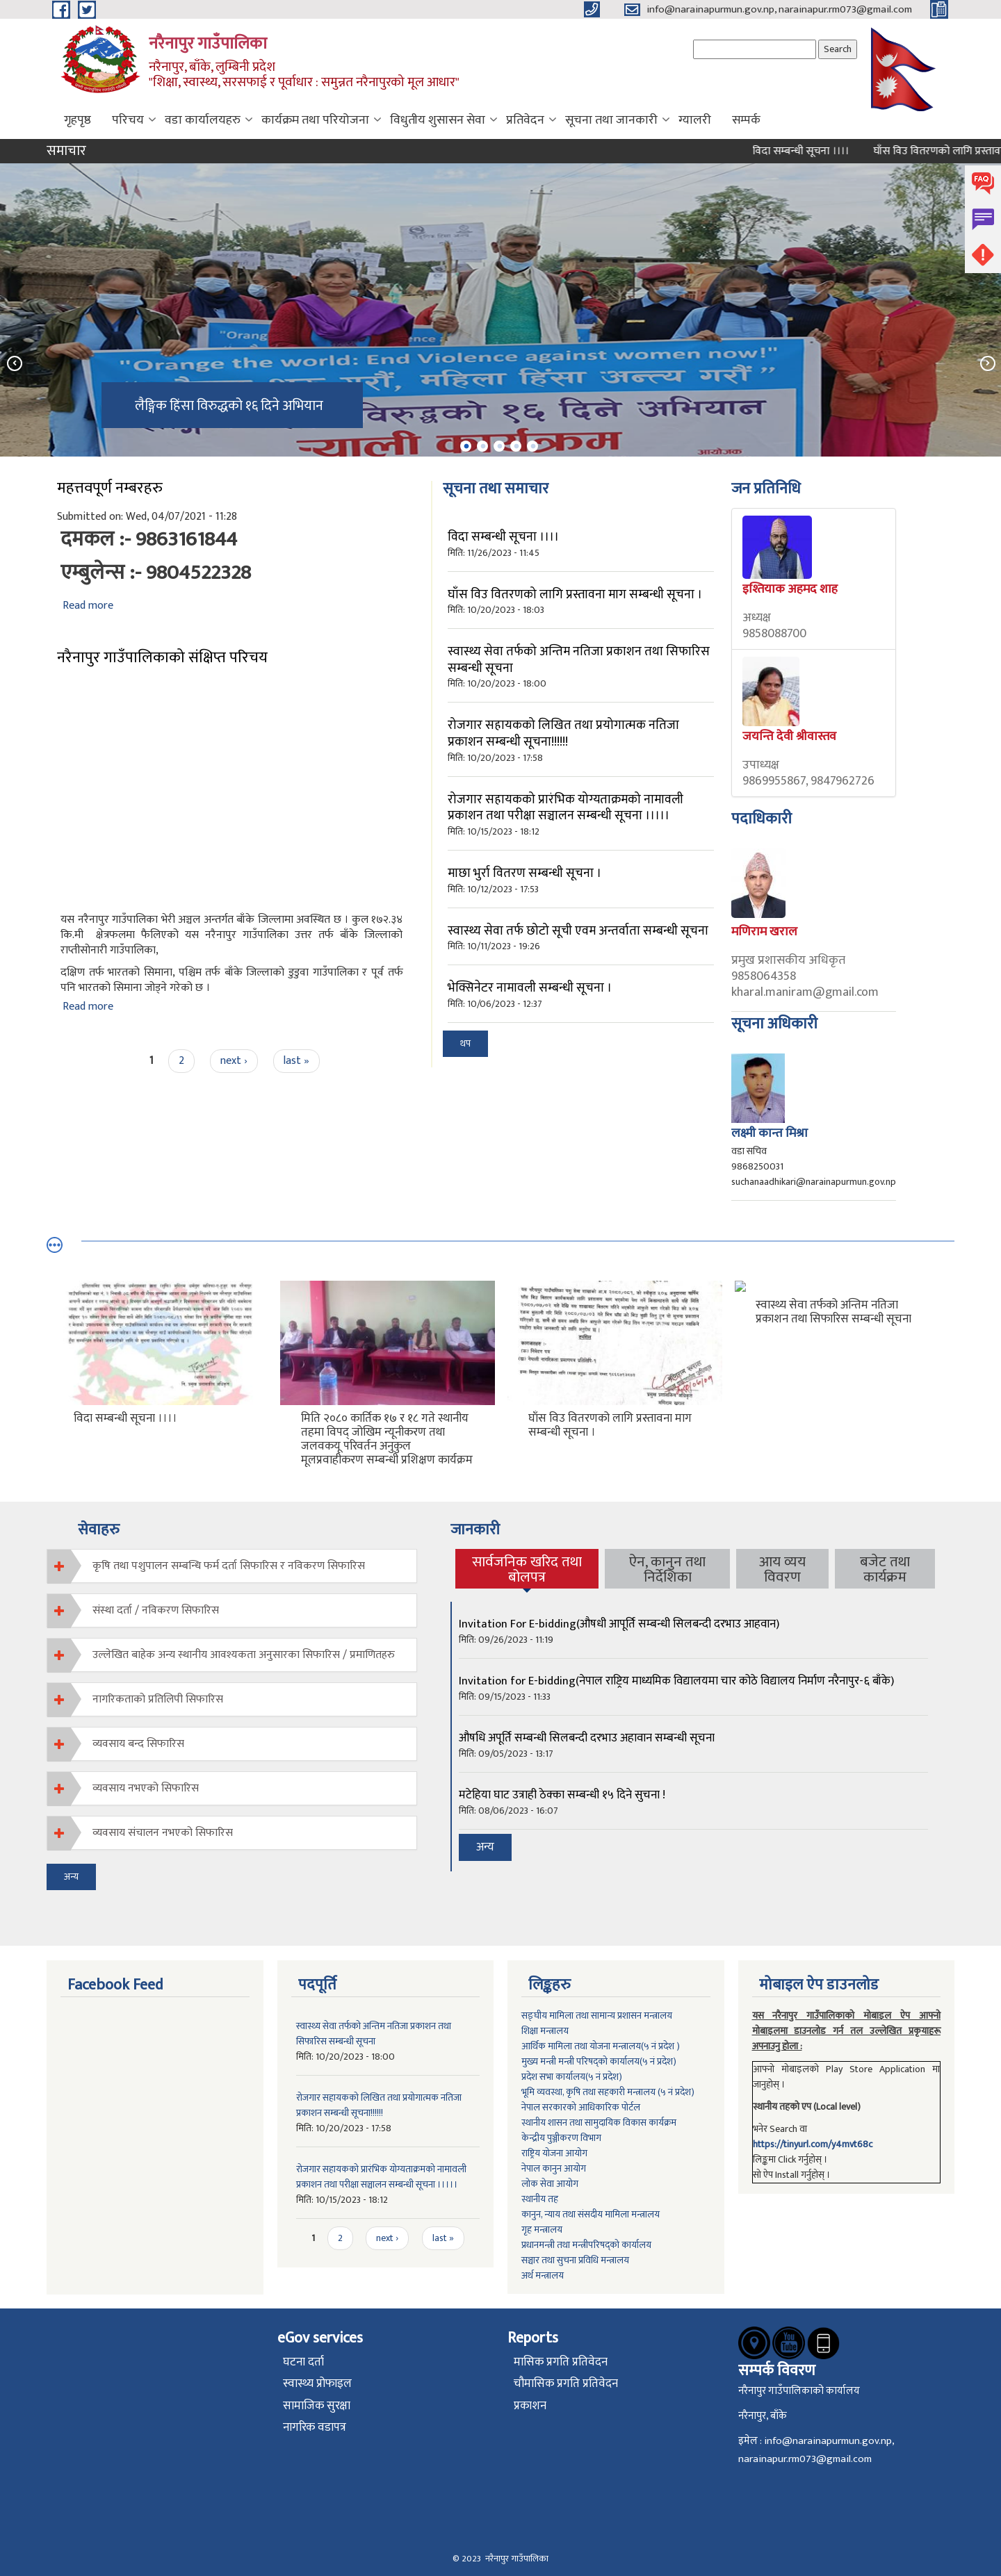 info@narainapurmun.gov.np, narainapur.rm073@gmail.com
नरैनापुर गाउँपालिका
नरैनापुर, बाँके, लुम्बिनी प्रदेश
"शिक्षा, स्वास्थ्य, सरसफाई र पूर्वाधार : समुन्नत नरैनापुरको मूल आधार"
Search
गृहपृष्ठ परिचय वडा कार्यालयहरु कार्यक्रम तथा परियोजना विधुतीय शुसासन सेवा प्रतिवेदन सूचना तथा जानकारी ग्यालरी सम्पर्क
समाचार
विदा सम्बन्धी सूचना ।।।। घाँस विउ वितरणको लागि प्रस्ताव
FAQ
"Orange the World: End violence against women now!"
लैङ्गिक हिंसा विरुद्धको १६ दिने अभियान
आयोजक
महत्तवपूर्ण नम्बरहरु
Submitted on: Wed, 04/07/2021 - 11:28
दमकल :- 9863161844
एम्बुलेन्स :- 9804522328
Read more
नरैनापुर गाउँपालिकाको संक्षिप्त परिचय
यस नरैनापुर गाउँपालिका भेरी अञ्चल अन्तर्गत बाँके जिल्लामा अवस्थित छ । कुल १७२.३४
कि.मी क्षेत्रफलमा फैलिएको यस नरैनापुर गाउँपालिका उत्तर तर्फ बाँके जिल्लाको
राप्तीसोनारी गाउँपालिका,
दक्षिण तर्फ भारतको सिमाना, पश्चिम तर्फ बाँके जिल्लाको डुडुवा गाउँपालिका र पूर्व तर्फ
पनि भारतको सिमाना जोड्ने गरेको छ ।
Read more
1 2 next › last »
सूचना तथा समाचार
विदा सम्बन्धी सूचना ।।।।
मिति: 11/26/2023 - 11:45
घाँस विउ वितरणको लागि प्रस्तावना माग सम्बन्धी सूचना ।
मिति: 10/20/2023 - 18:03
स्वास्थ्य सेवा तर्फको अन्तिम नतिजा प्रकाशन तथा सिफारिस
सम्बन्धी सूचना
मिति: 10/20/2023 - 18:00
रोजगार सहायकको लिखित तथा प्रयोगात्मक नतिजा
प्रकाशन सम्बन्धी सूचना!!!!!!
मिति: 10/20/2023 - 17:58
रोजगार सहायकको प्रारंभिक योग्यताक्रमको नामावली
प्रकाशन तथा परीक्षा सञ्चालन सम्बन्धी सूचना ।।।।।
मिति: 10/15/2023 - 18:12
माछा भुर्रा वितरण सम्बन्धी सूचना ।
मिति: 10/12/2023 - 17:53
स्वास्थ्य सेवा तर्फ छोटो सूची एवम अन्तर्वाता सम्बन्धी सूचना
मिति: 10/11/2023 - 19:26
भेक्सिनेटर नामावली सम्बन्धी सूचना ।
मिति: 10/06/2023 - 12:37
थप
जन प्रतिनिधि
इश्तियाक अहमद शाह
अध्यक्ष
9858088700
जयन्ति देवी श्रीवास्तव
उपाध्यक्ष
9869955867, 9847962726
पदाधिकारी
मणिराम खराल
प्रमुख प्रशासकीय अधिकृत
9858064358
kharal.maniram@gmail.com
सूचना अधिकारी
लक्ष्मी कान्त मिश्रा
वडा सचिव
9868250031
suchanaadhikari@narainapurmun.gov.np
विदा सम्बन्धी सूचना ।।।।
मिति २०८० कार्तिक १७ र १८ गते स्थानीय
तहमा विपद् जोखिम न्यूनीकरण तथा
जलवकयू परिवर्तन अनुकुल
मूलप्रवाहीकरण सम्बन्धी प्रशिक्षण कार्यक्रम
घाँस विउ वितरणको लागि प्रस्तावना माग
सम्बन्धी सूचना ।
स्वास्थ्य सेवा तर्फको अन्तिम नतिजा
प्रकाशन तथा सिफारिस सम्बन्धी सूचना
सेवाहरु
कृषि तथा पशुपालन सम्बन्धि फर्म दर्ता सिफारिस र नविकरण सिफारिस
संस्था दर्ता / नविकरण सिफारिस
उल्लेखित बाहेक अन्य स्थानीय आवश्यकता अनुसारका सिफारिस / प्रमाणितहरु
नागरिकताको प्रतिलिपी सिफारिस
व्यवसाय बन्द सिफारिस
व्यवसाय नभएको सिफारिस
व्यवसाय संचालन नभएको सिफारिस
अन्य
जानकारी
सार्वजनिक खरिद तथा बोलपत्र
ऐन, कानुन तथा निर्देशिका
आय व्यय विवरण
बजेट तथा कार्यक्रम
Invitation For E-bidding(औषधी आपूर्ति सम्बन्धी सिलबन्दी दरभाउ आहवान)
मिति: 09/26/2023 - 11:19
Invitation for E-bidding(नेपाल राष्ट्रिय माध्यमिक विद्यालयमा चार कोठे विद्यालय निर्माण नरैनापुर-६ बाँके)
मिति: 09/15/2023 - 11:33
औषधि अपूर्ति सम्बन्धी सिलबन्दी दरभाउ अहावान सम्बन्धी सूचना
मिति: 09/05/2023 - 13:17
मटेहिया घाट उत्राही ठेक्का सम्बन्धी १५ दिने सुचना !
मिति: 08/06/2023 - 16:07
अन्य
Facebook Feed
पदपूर्ति
स्वास्थ्य सेवा तर्फको अन्तिम नतिजा प्रकाशन तथा
सिफारिस सम्बन्धी सूचना
मिति: 10/20/2023 - 18:00
रोजगार सहायकको लिखित तथा प्रयोगात्मक नतिजा
प्रकाशन सम्बन्धी सूचना!!!!!!
मिति: 10/20/2023 - 17:58
रोजगार सहायकको प्रारंभिक योग्यताक्रमको नामावली
प्रकाशन तथा परीक्षा सञ्चालन सम्बन्धी सूचना ।।।।।
मिति: 10/15/2023 - 18:12
1 2 next › last »
लिङ्कहरु
सङ्घीय मामिला तथा सामान्य प्रशासन मन्त्रालय
शिक्षा मन्त्रालय
आर्थिक मामिला तथा योजना मन्त्रालय(५ नं प्रदेश )
मुख्य मन्त्री मन्त्री परिषद्को कार्यालय(५ नं प्रदेश)
प्रदेश सभा कार्यालय(५ नं प्रदेश)
भूमि व्यवस्था, कृषि तथा सहकारी मन्त्रालय (५ नं प्रदेश)
नेपाल सरकारको आधिकारिक पोर्टल
स्थानीय शासन तथा सामुदायिक विकास कार्यक्रम
केन्द्रीय पुञ्जीकरण विभाग
राष्ट्रिय योजना आयोग
नेपाल कानुन आयोग
लोक सेवा आयोग
स्थानीय तह
कानुन, न्याय तथा संसदीय मामिला मन्त्रालय
गृह मन्त्रालय
प्रधानमन्त्री तथा मन्त्रीपरिषद्को कार्यालय
सञ्चार तथा सुचना प्रविधि मन्त्रालय
अर्थ मन्त्रालय
मोबाइल ऐप डाउनलोड
यस नरैनापुर गाउँपालिकाको मोबाइल ऐप आफ्नो
मोबाइलमा डाउनलोड गर्न तल उल्लेखित प्रकृयाहरू
अपनाउनु होला :
आफ्नो मोबाइलको Play Store Application मा
जानुहोस् ।
स्थानीय तहको एप (Local level)
भनेर Search वा
https://tinyurl.com/y4mvt68c
लिङ्कमा Click गर्नुहोस् ।
सो ऐप Install गर्नुहोस् ।
eGov services
घटना दर्ता
स्वास्थ्य प्रोफाइल
सामाजिक सुरक्षा
नागरिक वडापत्र
Reports
मासिक प्रगति प्रतिवेदन
चौमासिक प्रगति प्रतिवेदन
प्रकाशन
You Tube
सम्पर्क विवरण
नरैनापुर गाउँपालिकाको कार्यालय
नरैनापुर, बाँके
इमेल : info@narainapurmun.gov.np,
narainapur.rm073@gmail.com
© 2023 नरैनापुर गाउँपालिका